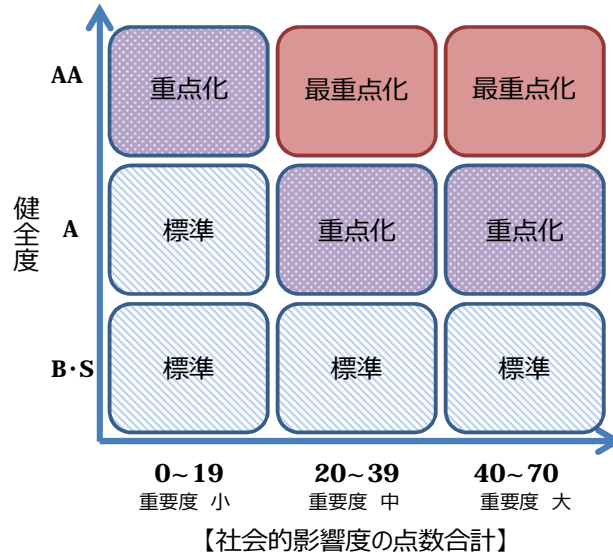 AA
重点化
最重点化
最重点化
健全度
A
標準
重点化
重点化
B・S
標準
標準
標準
0~19
20~39
40~70
重要度 小
重要度 中
重要度 大
【社会的影響度の点数合計】